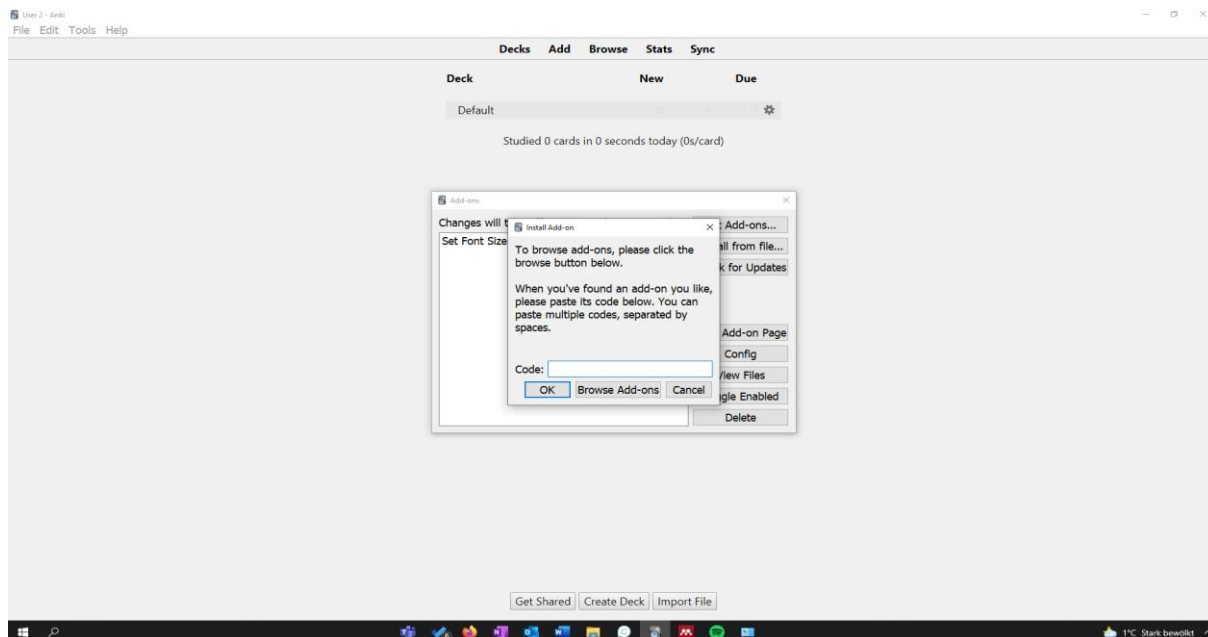 User 2 - Anki
File Edit Tools Help
Decks Add Browse Stats Sync
Deck New Due
Default
Studied 0 cards in 0 seconds today (0s/card)
Add-ons
Changes will t
Set Font Size
Install Add-on
To browse add-ons, please click the
browse button below.
When you've found an add-on you like,
please paste its code below. You can
paste multiple codes, separated by
spaces.
Code:
OK Browse Add-ons Cancel
: Add-ons...
all from file...
k for Updates
Add-on Page
Config
View Files
gle Enabled
Delete
Get Shared Create Deck Import File
1°C Stark bewölkt